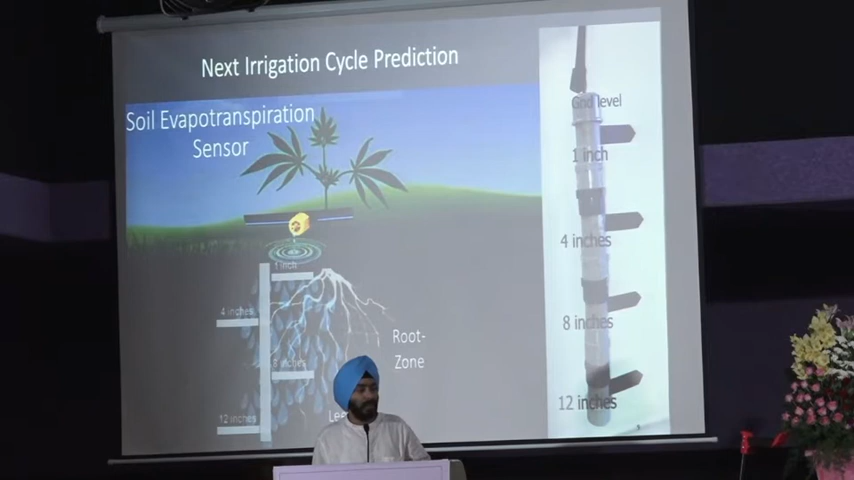 Next Irrigation Cycle Prediction
Soil Evapotranspiration
Sensor
1 inch
4 inches
8 inches
12 inches
Root-
Zone
level
1 inch
4 inches
8 inches
12 inches